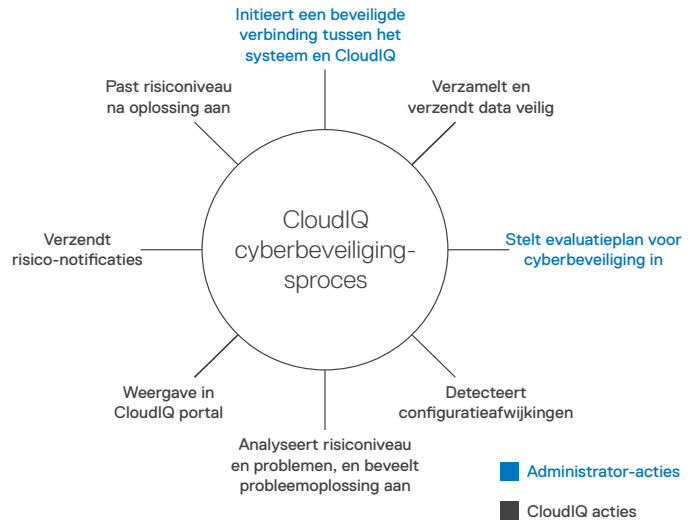 Initieert een beveiligde
verbinding tussen het
systeem en CloudIQ
Verzamelt en
verzendt data veilig
Stelt evaluatieplan voor
cyberbeveiliging in
Detecteert
configuratieafwijkingen
Analyseert risiconiveau
en problemen, en beveelt
probleemoplossing aan
Weergave in
CloudIQ portal
Verzendt
risico-notificaties
Past risiconiveau
na oplossing aan
CloudIQ
cyberbeveiliging-
sproces
Administrator-acties
CloudIQ acties